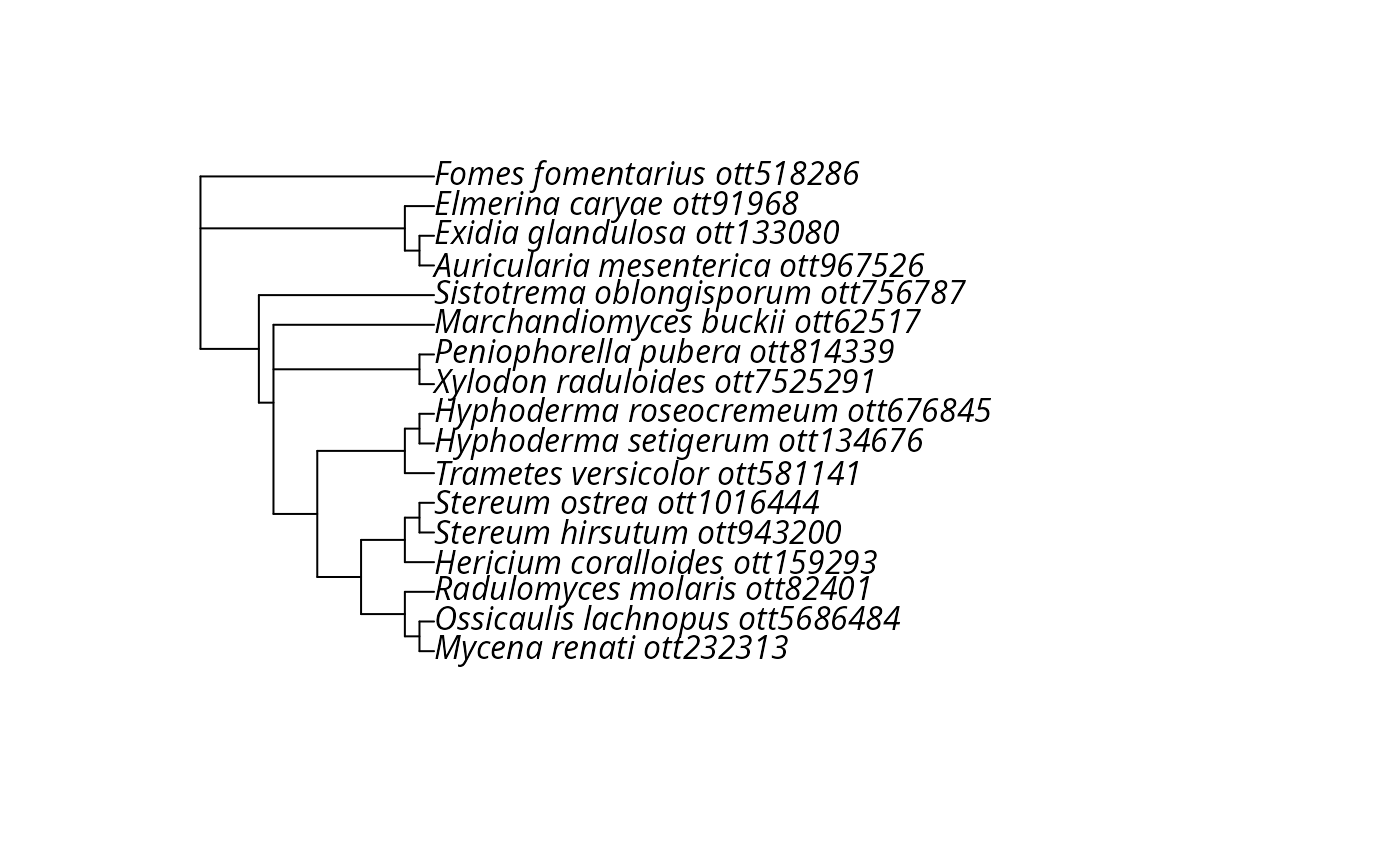 Fomes fomentarius ott518286
Elmerina caryae ott91968
Exidia glandulosa ott133080
Auricularia mesenterica ott967526
Sistotrema oblongisporum ott756787
Marchandiomyces buckii ott62517
Peniophorella pubera ott814339
Xylodon raduloides ott7525291
Hyphoderma roseocremeum ott676845
Hyphoderma setigerum ott134676
Trametes versicolor ott581141
Stereum ostrea ott1016444
Stereum hirsutum ott943200
Hericium coralloides ott159293
Radulomyces molaris ott82401
Ossicaulis lachnopus ott5686484
Mycena renati ott232313